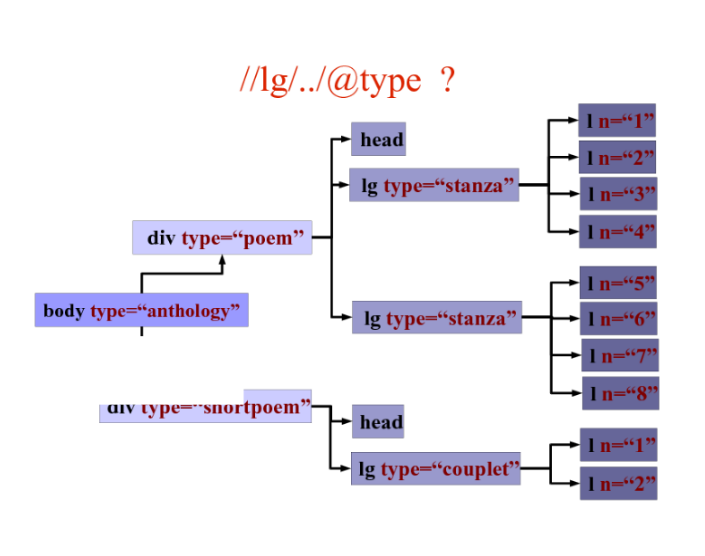 //lg/../@type ?
head
lg type=“stanza”
l n=“1”
l n=“2”
l n=“3”
l n=“4”
div type=“poem”
body type=“anthology”
lg type=“stanza”
l n=“5”
l n=“6”
l n=“7”
l n=“8”
div type=“shortpoem”
head
lg type=“couplet”
l n=“1”
l n=“2”